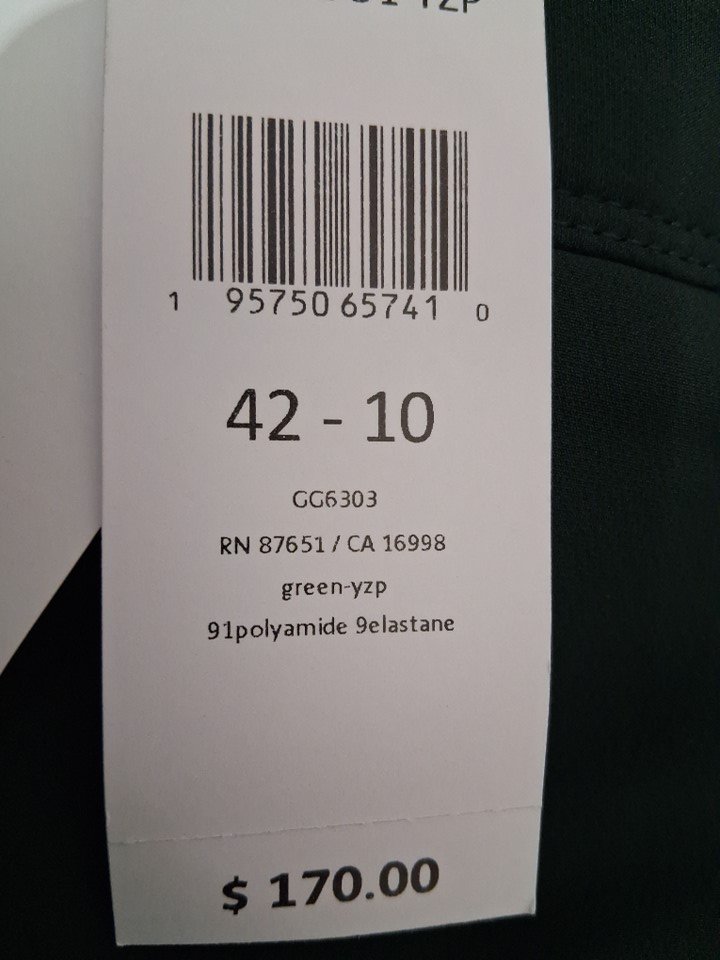 1 95750 65741 0
42 - 10
GG6303
RN 87651 / CA 16998
green-yzp
91polyamide 9elastane
$ 170.00